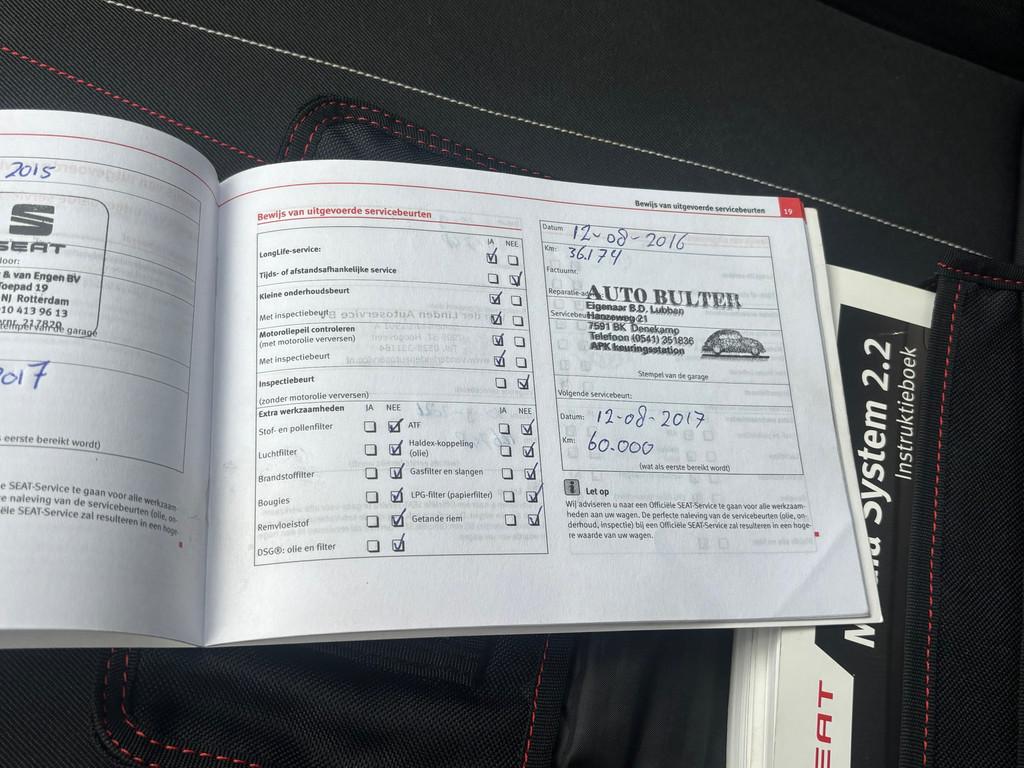 2015
SEAT
& van Engen BV
oepad 19
NJ Rotterdam
10 413 96 13
stempel van de garage
2017
s eerste bereikt wordt)
e SEAT-Service te gaan voor alle werkzaam-
e naleving van de servicebeurten (olie, on-
ële SEAT-Service zal resulteren in een hoge-
Bewijs van uitgevoerde servicebeurten 19
Bewijs van uitgevoerde servicebeurten
JA NEE
LongLife-service:
Tijds- of afstandsafhankelijke service
Kleine onderhoudsbeurt
Met inspectiebeurt
Motoroliepeil controleren
(met motorolie verversen)
Met inspectiebeurt
Inspectiebeurt
(zonder motorolie verversen)
Extra werkzaamheden JA NEE JA NEE
Stof- en pollenfilter ATF
Luchtfilter Haldex-koppeling
(olie)
Brandstoffilter Gasfilter en slangen
Bougies LPG-filter (papierfilter)
Remvloeistof Getande riem
DSG®: olie en filter
Datum 12-08-2016
Km: 36.174
Factuurnr.
AUTO BULTER
Eigenaar B.D. Lubben
Hanzeweg 21
7591 BK Denekamp
Telefoon (0541) 351836
APK keuringsstation
Stempel van de garage
Volgende servicebeurt:
Datum: 12-08-2017
Km: 60.000
(wat als eerste bereikt wordt)
i Let op
Wij adviseren u naar een Officiële SEAT-Service te gaan voor alle werkzaam-
heden aan uw wagen. De perfecte naleving van de servicebeurten (olie, on-
derhoud, inspectie) bij een Officiële SEAT-Service zal resulteren in een hoge-
re waarde van uw wagen.
System 2.2
Instructieboek
EAT